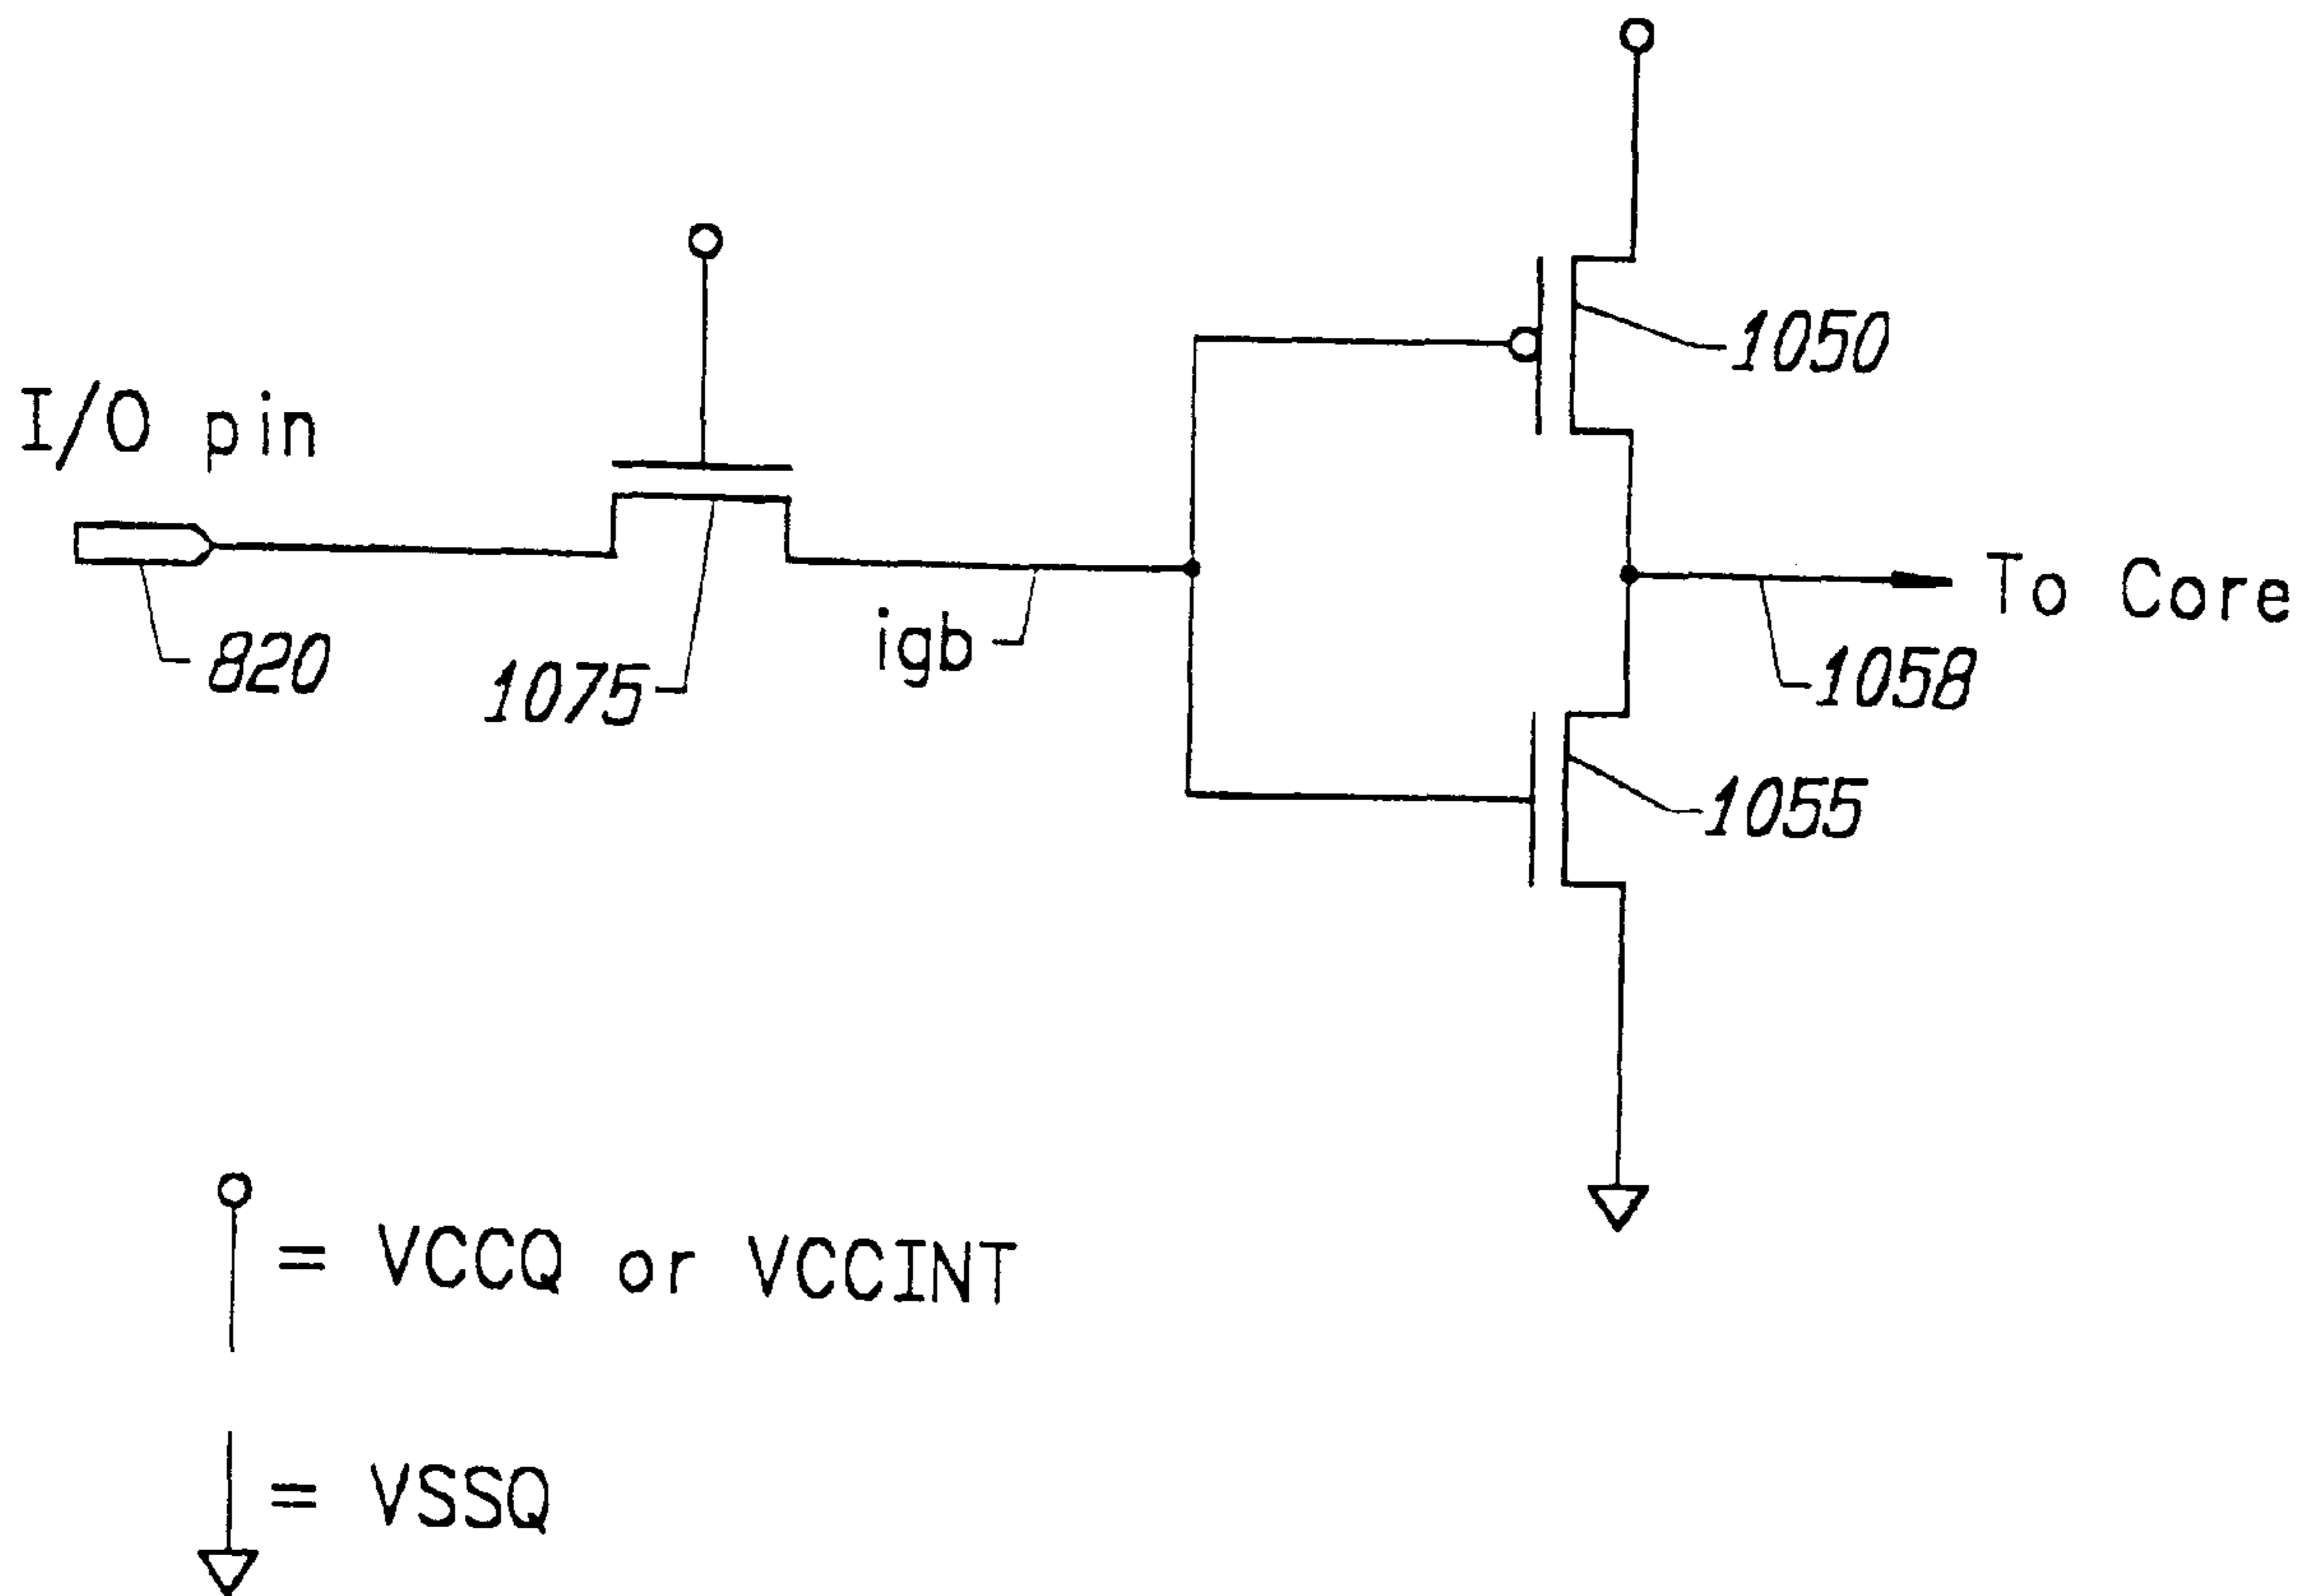 I/O pin
820
1075
igb
1050
To Core
1058
1055
= VCCQ or VCCINT
= VSSQ